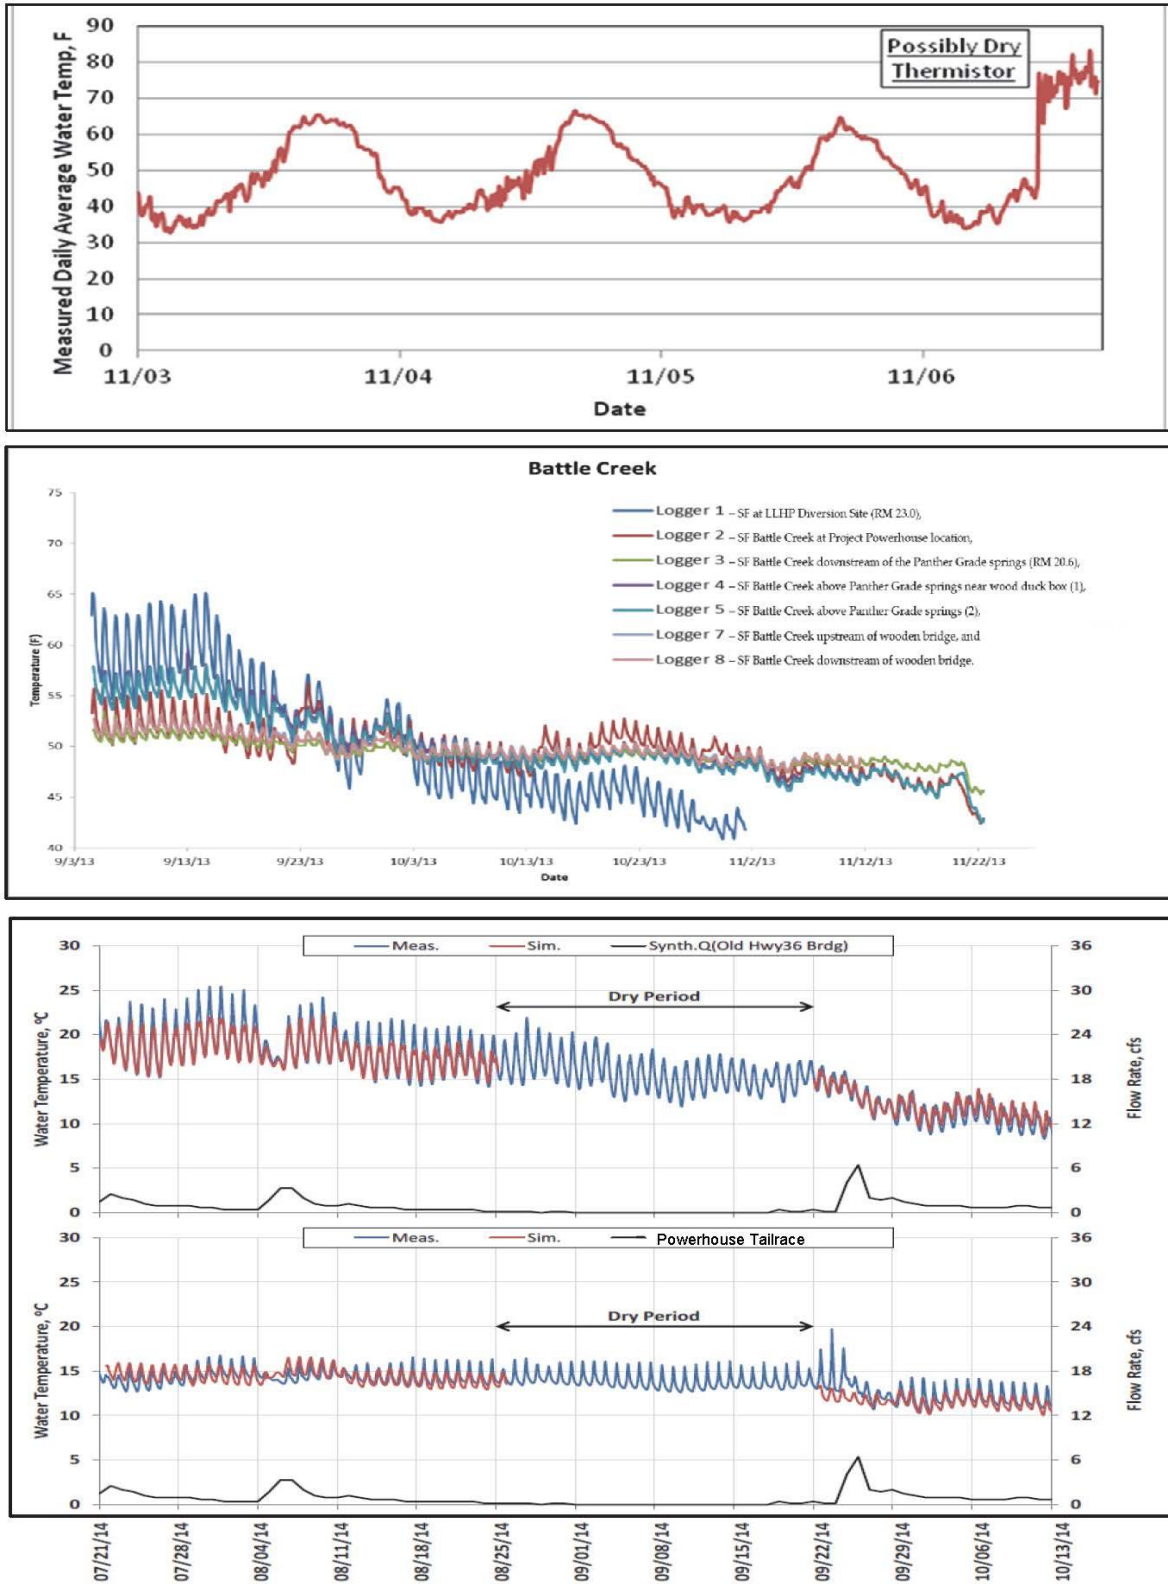 Measured Daily Average Water Temp, F
90
80
70
60
50
40
30
20
10
0
Possibly Dry
Thermistor
11/03 11/04 11/05 11/06
Date
Battle Creek
75
70
65
60
55
50
45
40
Temperature (F)
Logger 1 – SF at LLHP Diversion Site (RM 23.0),
Logger 2 – SF Battle Creek at Project Powerhouse location,
Logger 3 – SF Battle Creek downstream of the Panther Grade springs (RM 20.6),
Logger 4 – SF Battle Creek above Panther Grade springs near wood duck box (1),
Logger 5 – SF Battle Creek above Panther Grade springs (2),
Logger 7 – SF Battle Creek upstream of wooden bridge, and
Logger 8 – SF Battle Creek downstream of wooden bridge.
9/3/13 9/13/13 9/23/13 10/3/13 10/13/13 10/23/13 11/2/13 11/12/13 11/22/13
Date
Meas. Sim. Synth.Q(Old Hwy36 Brdg)
Water Temperature, ºC
30
25
20
15
10
5
0
Dry Period
36
30
24
18
12
6
0
Flow Rate, cfs
Meas. Sim. Powerhouse Tailrace
Water Temperature, ºC
30
25
20
15
10
5
0
Dry Period
36
30
24
18
12
6
0
Flow Rate, cfs
07/21/14 07/28/14 08/04/14 08/11/14 08/18/14 08/25/14 09/01/14 09/08/14 09/15/14 09/22/14 09/29/14 10/06/14 10/13/14